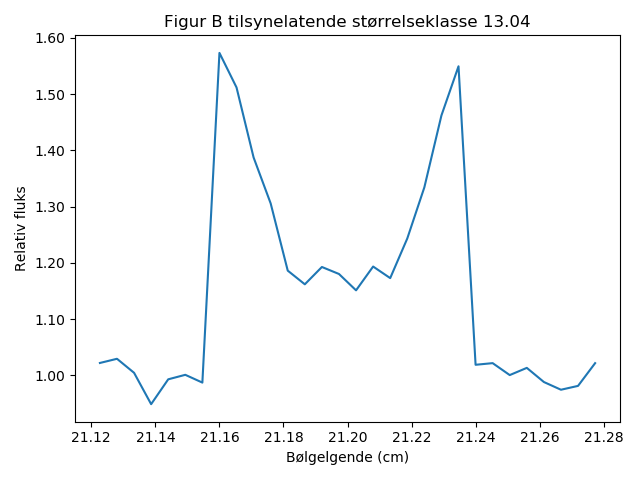 Figur B tilsynelatende størrelseklasse 13.04
1.60
1.50
1.40
1.30
1.20
1.10
1.00
Relativ fluks
21.12 21.14 21.16 21.18 21.20 21.22 21.24 21.26 21.28
Bølgelgende (cm)